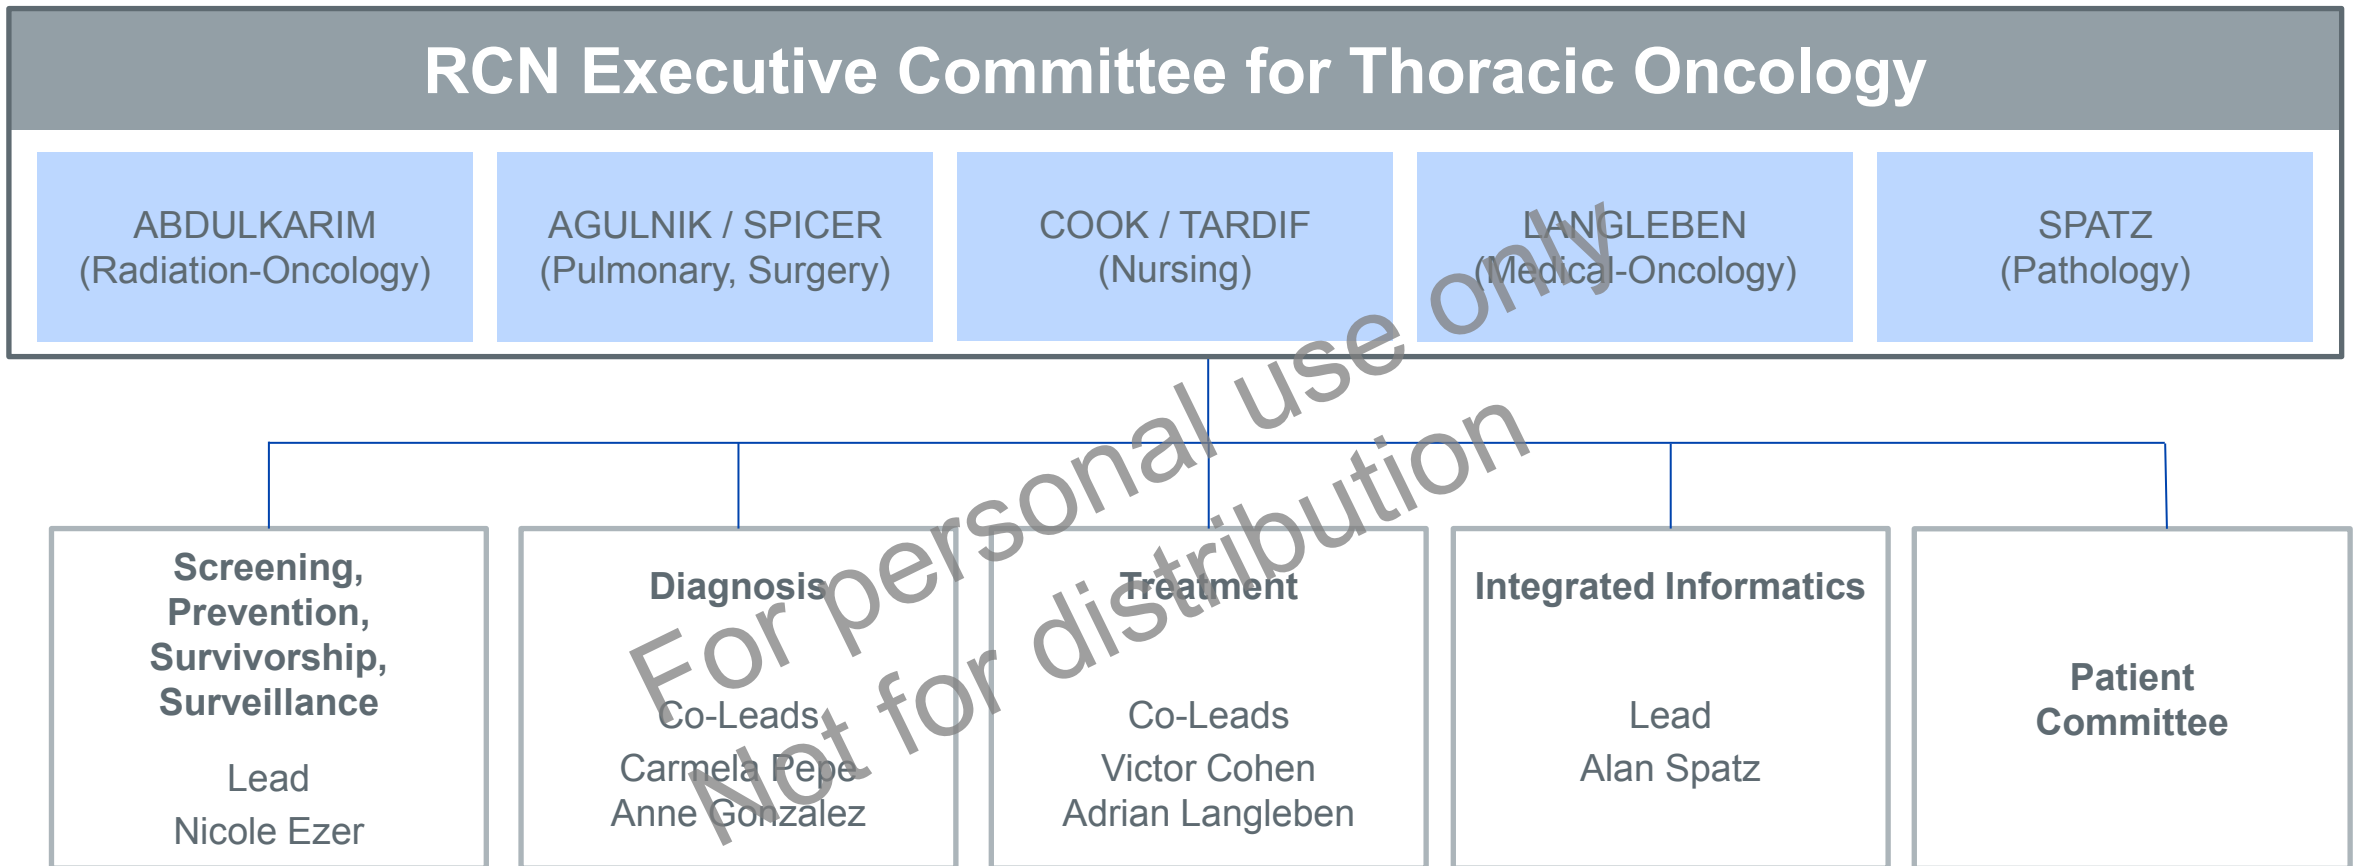 RCN Executive Committee for Thoracic Oncology
ABDULKARIM
(Radiation-Oncology)
AGULNIK / SPICER
(Pulmonary, Surgery)
COOK / TARDIF
(Nursing)
LANGLEBEN
(Medical-Oncology)
SPATZ
(Pathology)
Screening,
Prevention,
Survivorship,
Surveillance
Lead
Nicole Ezer
Diagnosis
Co-Leads
Carmela Pepe
Anne Gonzalez
Treatment
Co-Leads
Victor Cohen
Adrian Langleben
Integrated Informatics
Lead
Alan Spatz
Patient
Committee
For personal use only
Not for distribution